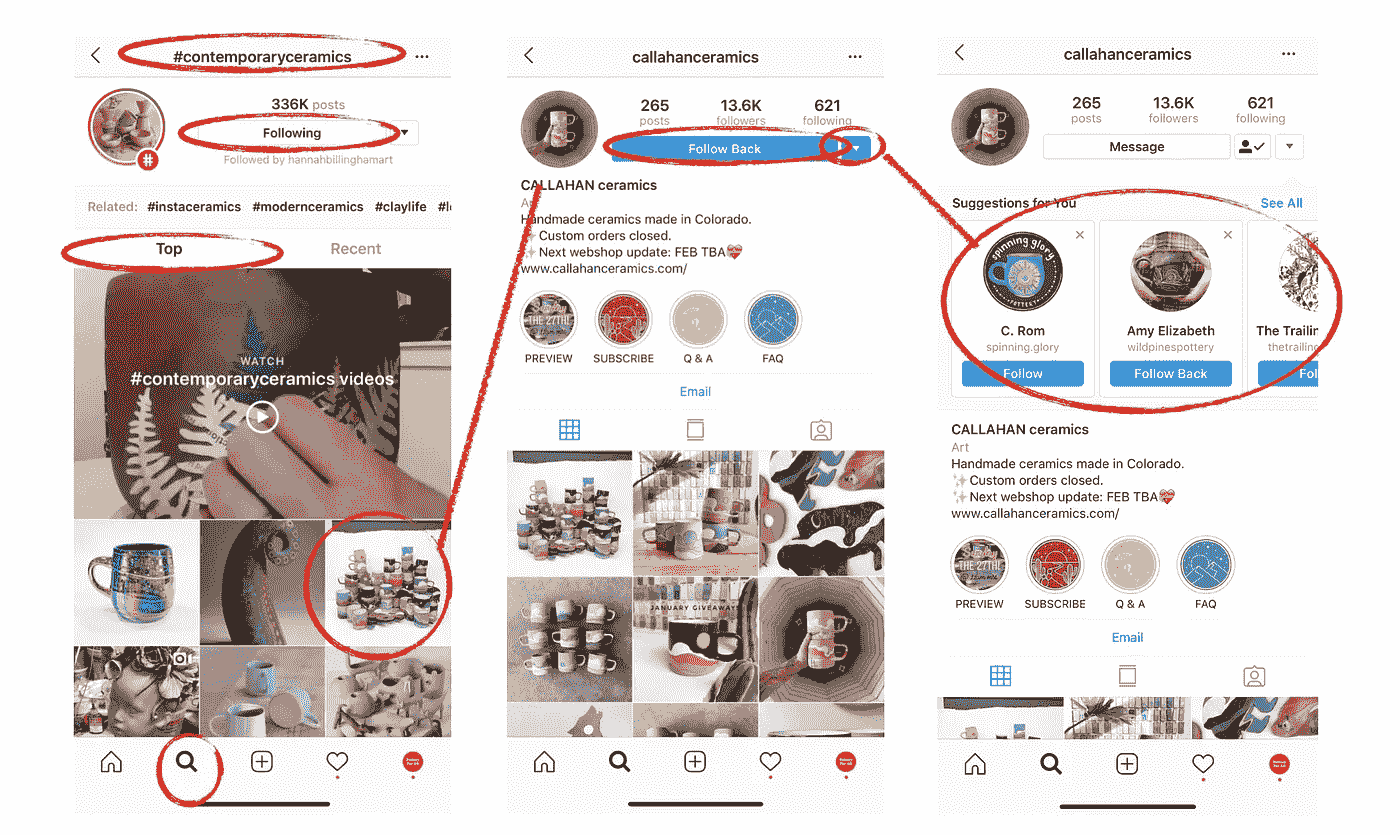 #contemporaryceramics
336K posts
Following
Followed by hannahbillinghamart
Related: #instaceramics #modernceramics #claylife
Top Recent
WATCH
#contemporaryceramics videos
callahanceramics
265 13.6K 621
posts followers following
Follow Back
CALLAHAN ceramics
Handmade ceramics made in Colorado.
✨Custom orders closed.
✨Next webshop update: FEB TBA💝
www.callahanceramics.com/
THE 27TH!
PREVIEW SUBSCRIBE Q & A FAQ
Email
JANUARY GIVEAWAY
callahanceramics
265 13.6K 621
posts followers following
Message
Suggestions for You See All
spinning glory
POTTERY
C. Rom Amy Elizabeth The
spinning.glory wildpinespottery
Follow Follow Back
CALLAHAN ceramics
Art
Handmade ceramics made in Colorado.
✨Custom orders closed.
✨Next webshop update: FEB TBA💝
www.callahanceramics.com/
THE 27TH!
PREVIEW SUBSCRIBE Q & A FAQ
Email